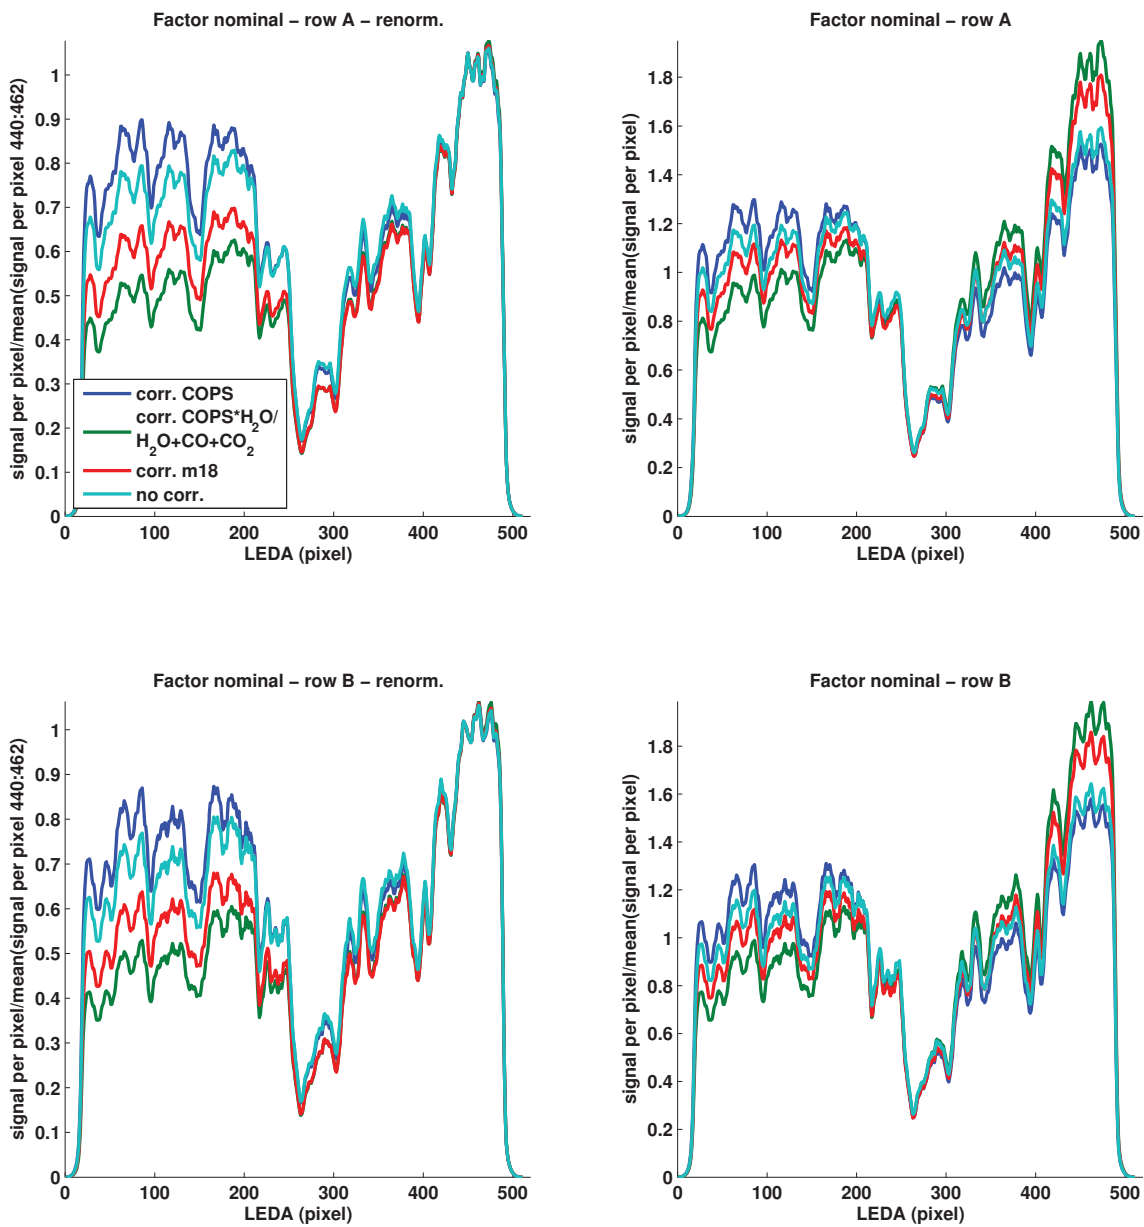 Factor nominal − row A − renorm.
signal per pixel/mean(signal per pixel 440:462)
1
0.9
0.8
0.7
0.6
0.5
0.4
0.3
0.2
0.1
0
corr. COPS
corr. COPS*H2O/
H2O+CO+CO2
corr. m18
no corr.
0 100 200 300 400 500
LEDA (pixel)
Factor nominal − row A
signal per pixel/mean(signal per pixel)
1.8
1.6
1.4
1.2
1
0.8
0.6
0.4
0.2
0
0 100 200 300 400 500
LEDA (pixel)
Factor nominal − row B − renorm.
signal per pixel/mean(signal per pixel 440:462)
1
0.9
0.8
0.7
0.6
0.5
0.4
0.3
0.2
0.1
0
0 100 200 300 400 500
LEDA (pixel)
Factor nominal − row B
signal per pixel/mean(signal per pixel)
1.8
1.6
1.4
1.2
1
0.8
0.6
0.4
0.2
0
0 100 200 300 400 500
LEDA (pixel)